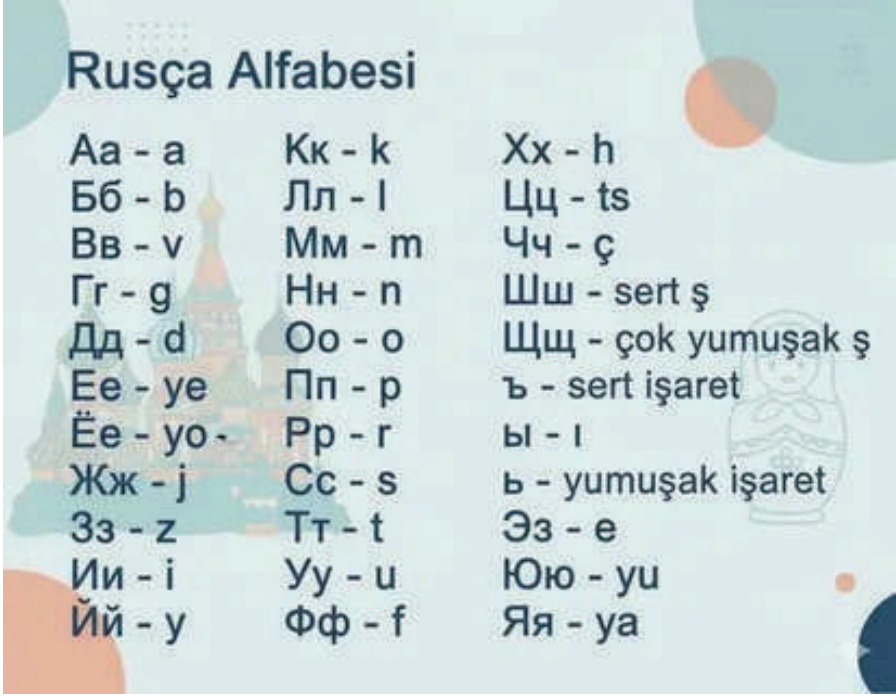 Rusça Alfabesi
Аа - a
Бб - b
Вв - v
Гг - g
Дд - d
Ее - ye
Ёе - yo -
Жж - j
Зз - z
Ии - i
Йй - y
Кк - k
Лл - l
Мм - m
Нн - n
Оо - o
Пп - p
Рр - r
Сс - s
Тт - t
Уу - u
Фф - f
Хх - h
Цц - ts
Чч - ç
Шш - sert ş
Щщ - çok yumuşak ş
ъ - sert işaret
ы - ı
ь - yumuşak işaret
Эз - e
Юю - yu
Яя - ya